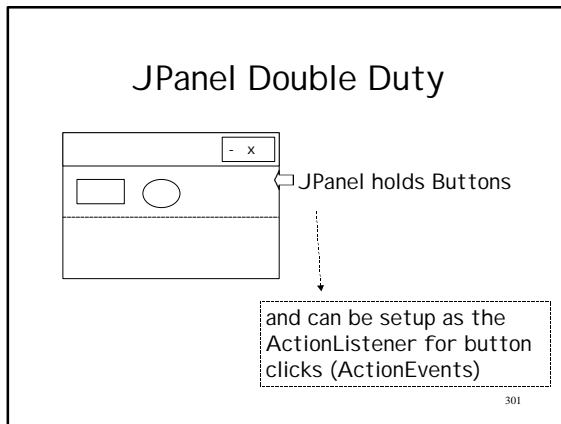 JPanel Double Duty
- x
JPanel holds Buttons
and can be setup as the
ActionListener for button
clicks (ActionEvents)
301